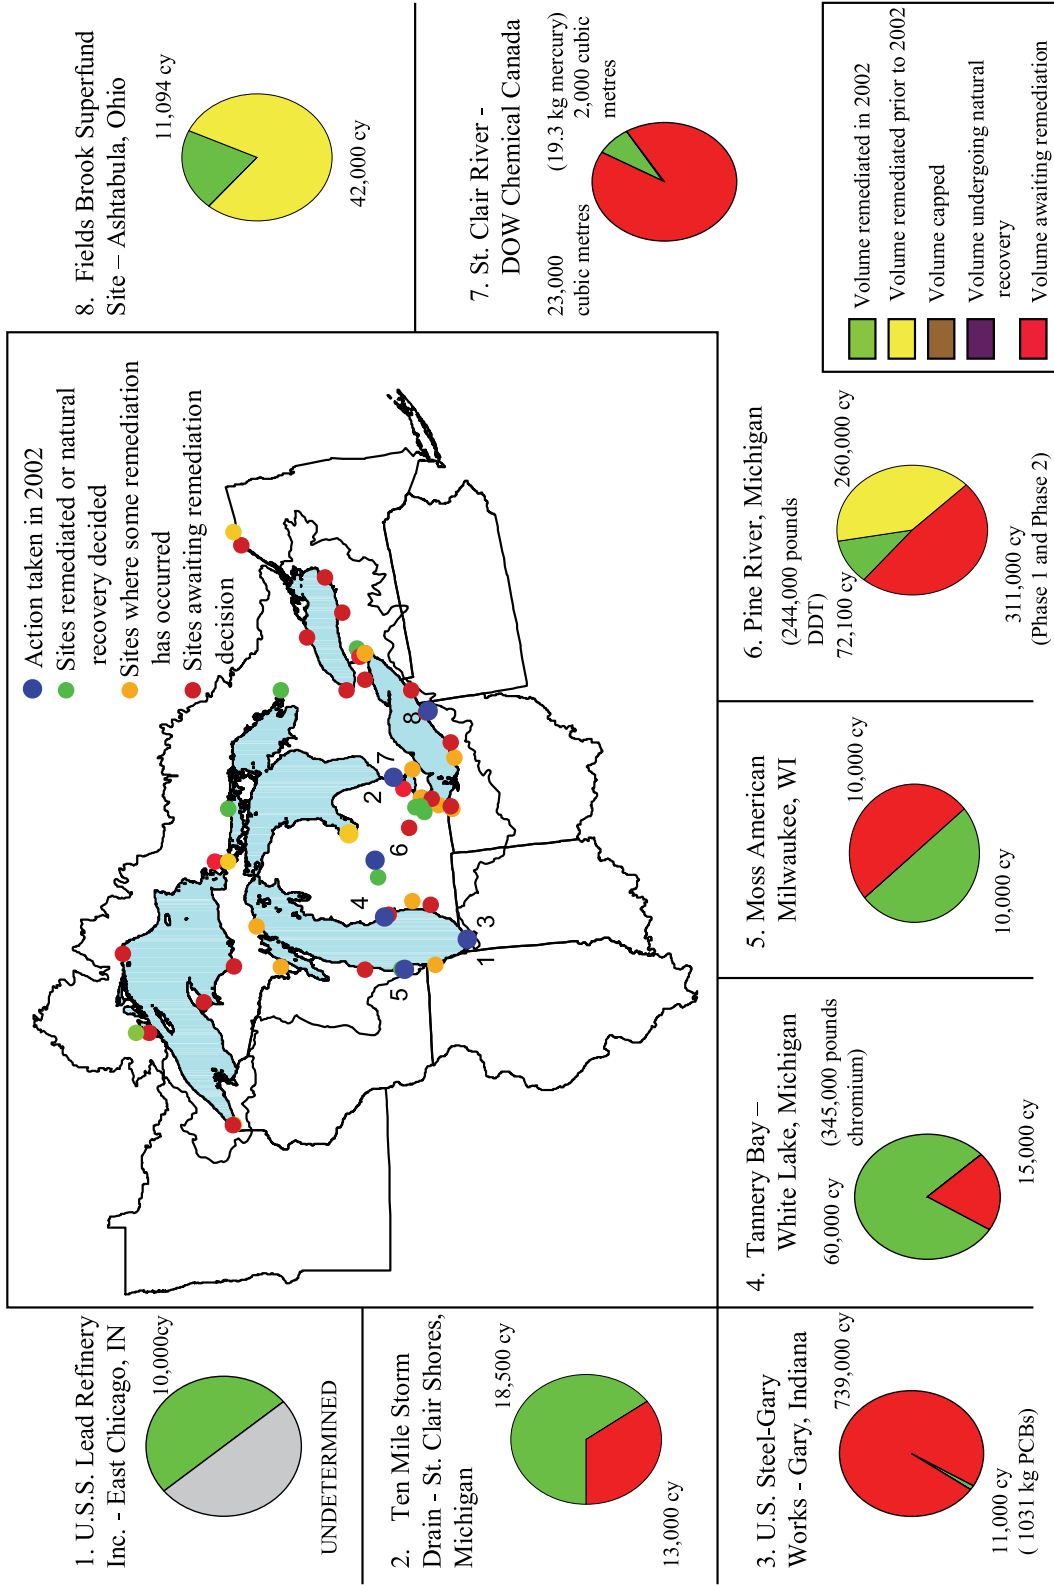 1. U.S.S. Lead Refinery
Inc. - East Chicago, IN
10,000cy
UNDETERMINED
2. Ten Mile Storm
Drain - St. Clair Shores,
Michigan
18,500 cy
13,000 cy
3. U.S. Steel-Gary
Works - Gary, Indiana
739,000 cy
11,000 cy
( 1031 kg PCBs)
Action taken in 2002
Sites remediated or natural
recovery decided
Sites where some remediation
has occurred
Sites awaiting remediation
decision
1
3
5
4
6
2
7
8
4. Tannery Bay –
White Lake, Michigan
60,000 cy
(345,000 pounds
chromium)
15,000 cy
5. Moss American
Milwaukee, WI
10,000 cy
10,000 cy
6. Pine River, Michigan
(244,000 pounds
DDT)
72,100 cy
260,000 cy
311,000 cy
(Phase 1 and Phase 2)
8. Fields Brook Superfund
Site – Ashtabula, Ohio
11,094 cy
42,000 cy
7. St. Clair River -
DOW Chemical Canada
23,000
cubic metres
(19.3 kg mercury)
2,000 cubic
metres
Volume remediated in 2002
Volume remediated prior to 2002
Volume capped
Volume undergoing natural
recovery
Volume awaiting remediation